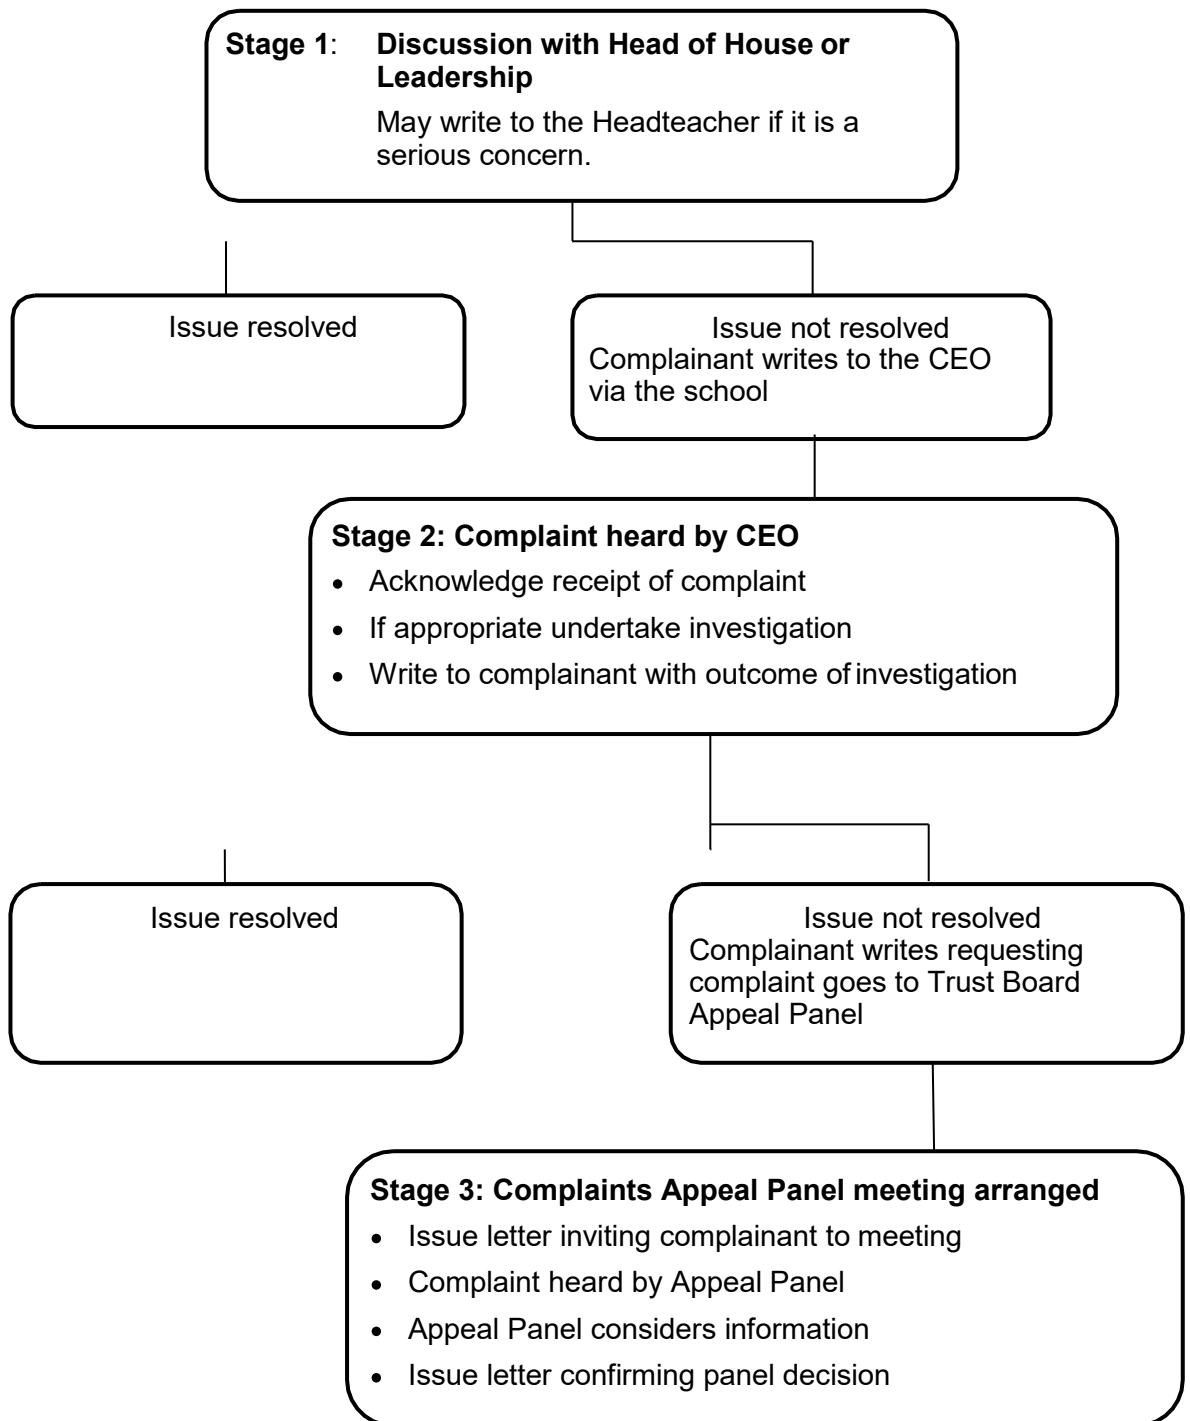 Stage 1: Discussion with Head of House or
Leadership
May write to the Headteacher if it is a
serious concern.
Issue resolved
Issue not resolved
Complainant writes to the CEO
via the school
Stage 2: Complaint heard by CEO
• Acknowledge receipt of complaint
• If appropriate undertake investigation
• Write to complainant with outcome of investigation
Issue resolved
Issue not resolved
Complainant writes requesting
complaint goes to Trust Board
Appeal Panel
Stage 3: Complaints Appeal Panel meeting arranged
• Issue letter inviting complainant to meeting
• Complaint heard by Appeal Panel
• Appeal Panel considers information
• Issue letter confirming panel decision